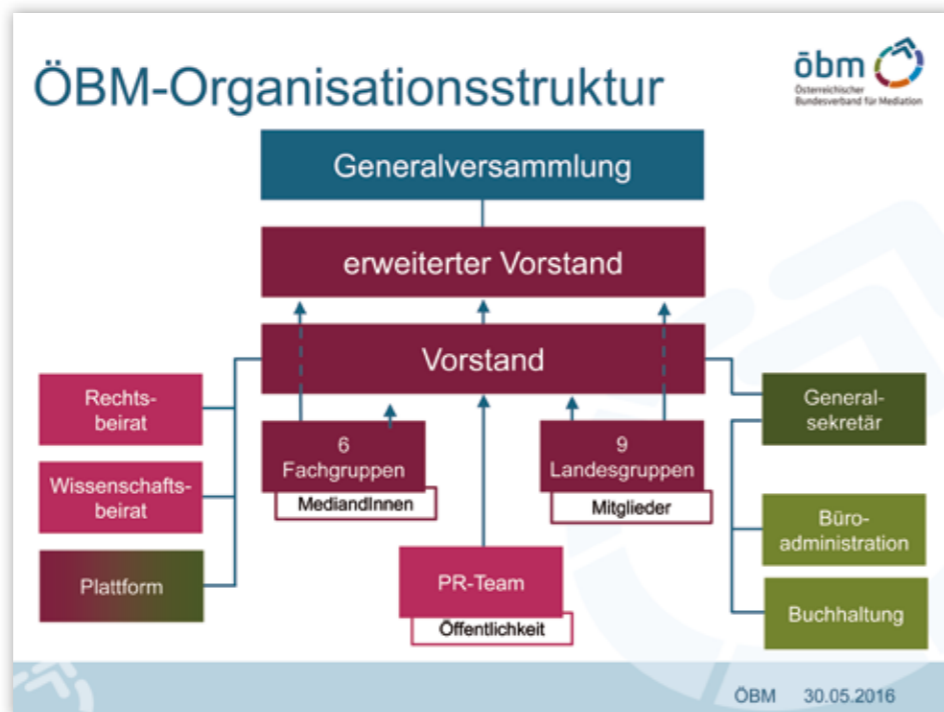 ÖBM-Organisationsstruktur
öbm
Österreichischer
Bundesverband für Mediation
Generalversammlung
erweiterter Vorstand
Vorstand
Rechts-
beirat
Wissenschafts-
beirat
Plattform
6
Fachgruppen
MediandInnen
9
Landesgruppen
Mitglieder
PR-Team
Öffentlichkeit
General-
sekretär
Büro-
administration
Buchhaltung
ÖBM 30.05.2016